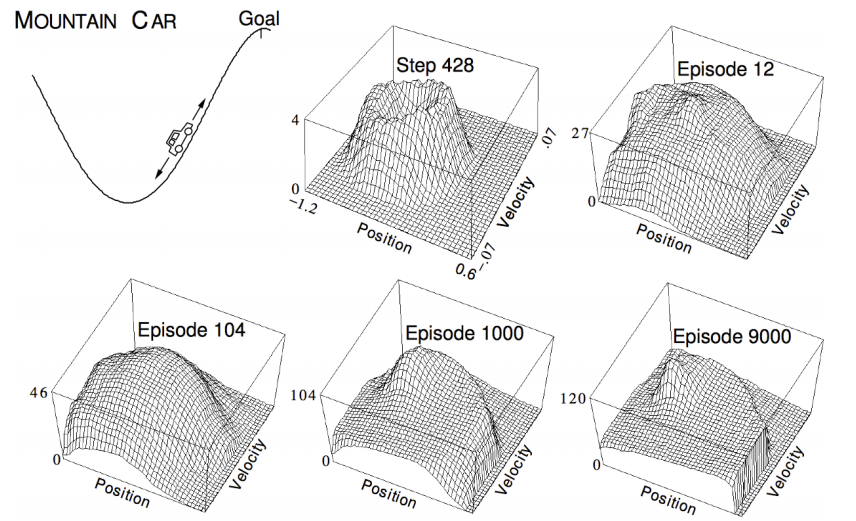 MOUNTAIN CAR
Goal
Step 428
4
0
−1.2
Position
0.6
-.07
Velocity
.07
Episode 12
27
0
Position
Velocity
Episode 104
46
0
Position
Velocity
Episode 1000
104
0
Position
Velocity
Episode 9000
120
0
Position
Velocity